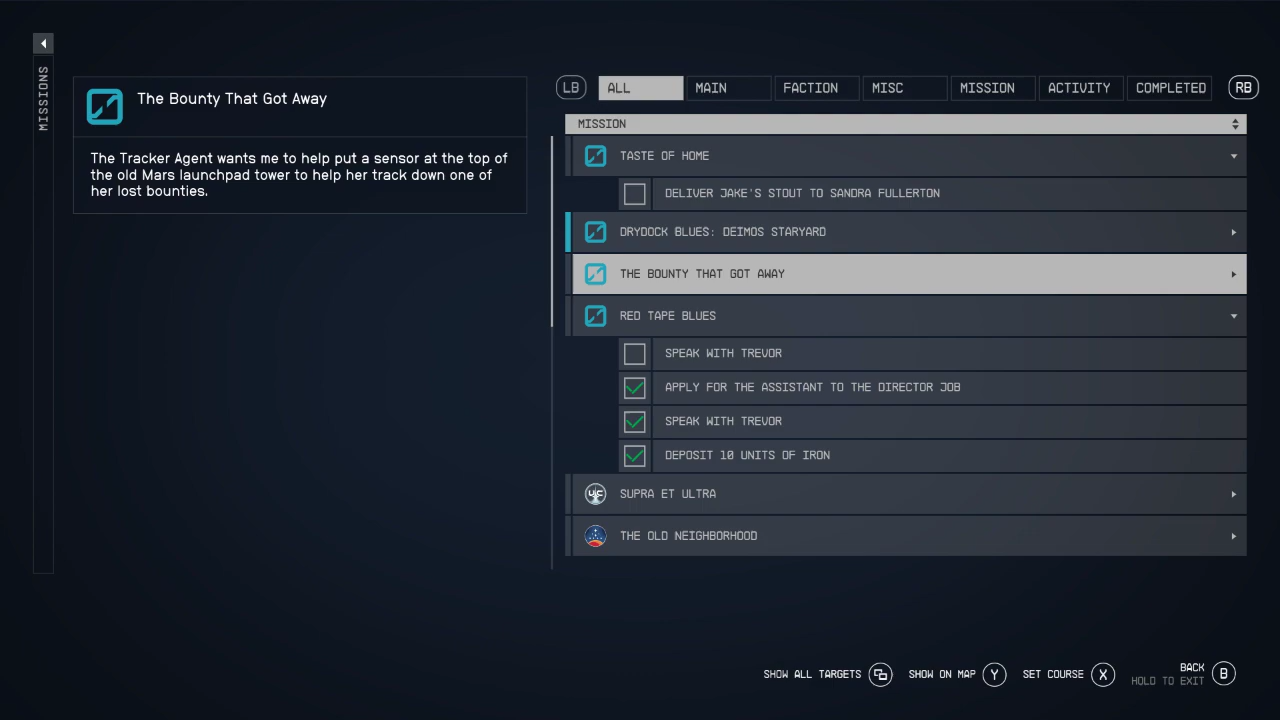 MISSIONS
The Bounty That Got Away
The Tracker Agent wants me to help put a sensor at the top of
the old Mars launchpad tower to help her track down one of
her lost bounties.
LB
ALL
MAIN
FACTION
MISC
MISSION
ACTIVITY
COMPLETED
RB
MISSION
TASTE OF HOME
DELIVER JAKE'S STOUT TO SANDRA FULLERTON
DRYDOCK BLUES: DEIMOS STARYARD
THE BOUNTY THAT GOT AWAY
RED TAPE BLUES
SPEAK WITH TREVOR
APPLY FOR THE ASSISTANT TO THE DIRECTOR JOB
SPEAK WITH TREVOR
DEPOSIT 10 UNITS OF IRON
UC
SUPRA ET ULTRA
THE OLD NEIGHBORHOOD
SHOW ALL TARGETS
SHOW ON MAP
Y
SET COURSE
X
BACK
HOLD TO EXIT
B